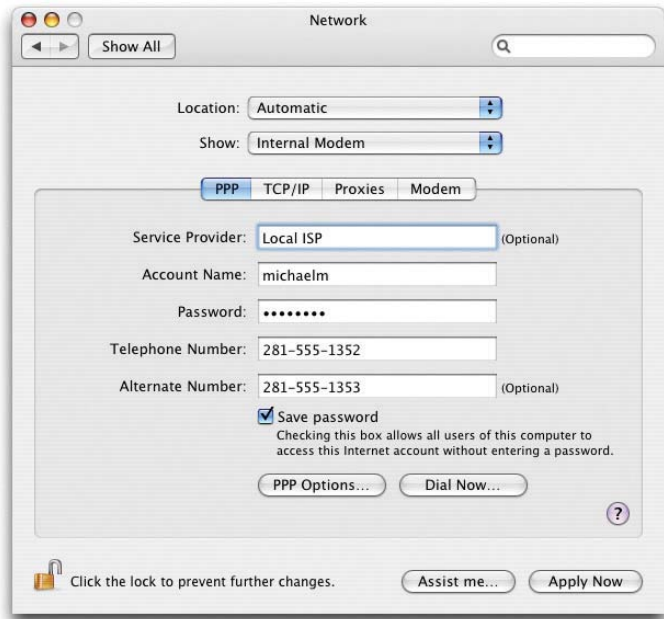 Network
Show All
Location: Automatic
Show: Internal Modem
PPP TCP/IP Proxies Modem
Service Provider: Local ISP (Optional)
Account Name: michaelm
Password: ••••••••
Telephone Number: 281-555-1352
Alternate Number: 281-555-1353 (Optional)
Save password
Checking this box allows all users of this computer to
access this Internet account without entering a password.
PPP Options... Dial Now...
?
Click the lock to prevent further changes. Assist me... Apply Now